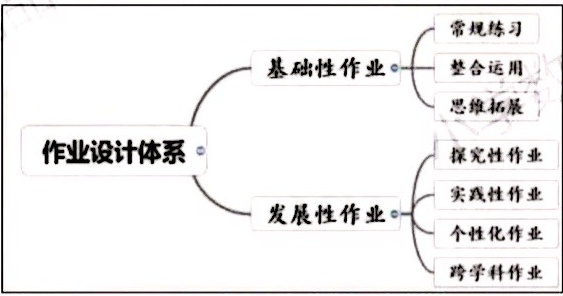 作业设计体系
基础性作业
常规练习
整合运用
思维拓展
发展性作业
探究性作业
实践性作业
个性化作业
跨学科作业